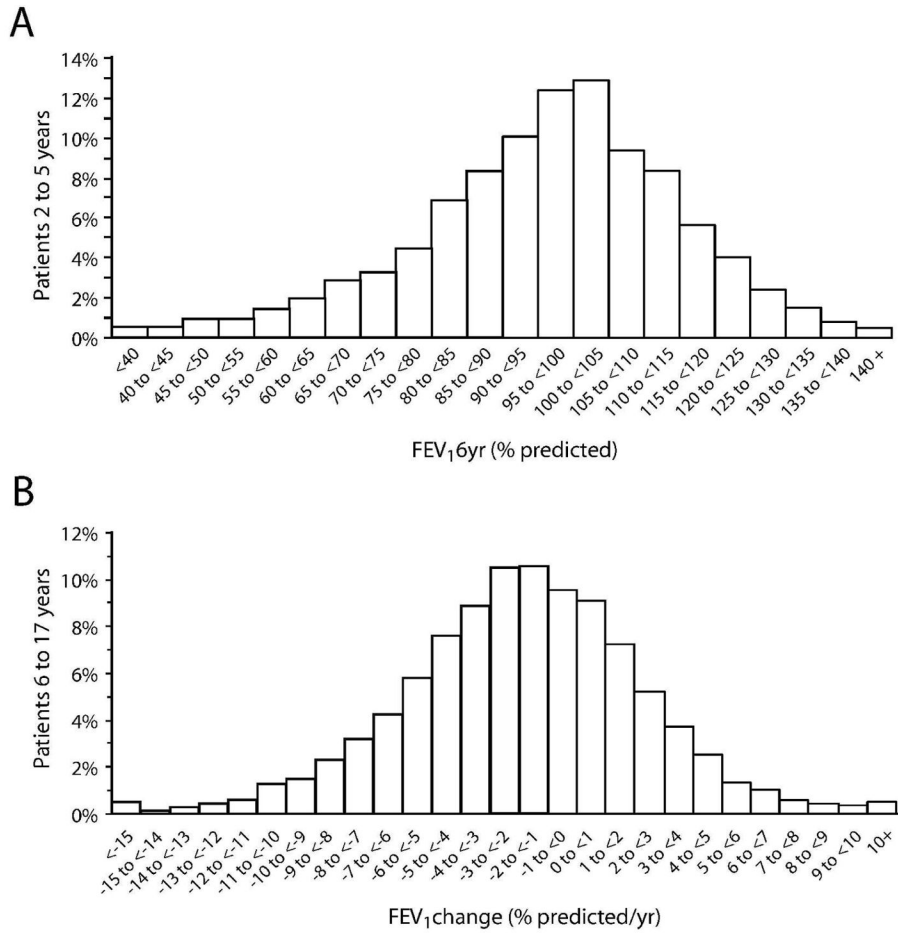 A
14%
12%
10%
8%
6%
4%
2%
0%
Patients 2 to 5 years
<40
40 to <45
45 to <50
50 to <55
55 to <60
60 to <65
65 to <70
70 to <75
75 to <80
80 to <85
85 to <90
90 to <95
95 to <100
100 to <105
105 to <110
110 to <115
115 to <120
120 to <125
125 to <130
130 to <135
135 to <140
140 +
FEV₁6yr (% predicted)
B
12%
10%
8%
6%
4%
2%
0%
Patients 6 to 17 years
<-15
-15 to <-14
-14 to <-13
-13 to <-12
-12 to <-11
-11 to <-10
-10 to <-9
-9 to <-8
-8 to <-7
-7 to <-6
-6 to <-5
-5 to <-4
-4 to <-3
-3 to <-2
-2 to <-1
-1 to <0
0 to <1
1 to <2
2 to <3
3 to <4
4 to <5
5 to <6
6 to <7
7 to <8
8 to <9
9 to <10
10+
FEV₁change (% predicted/yr)